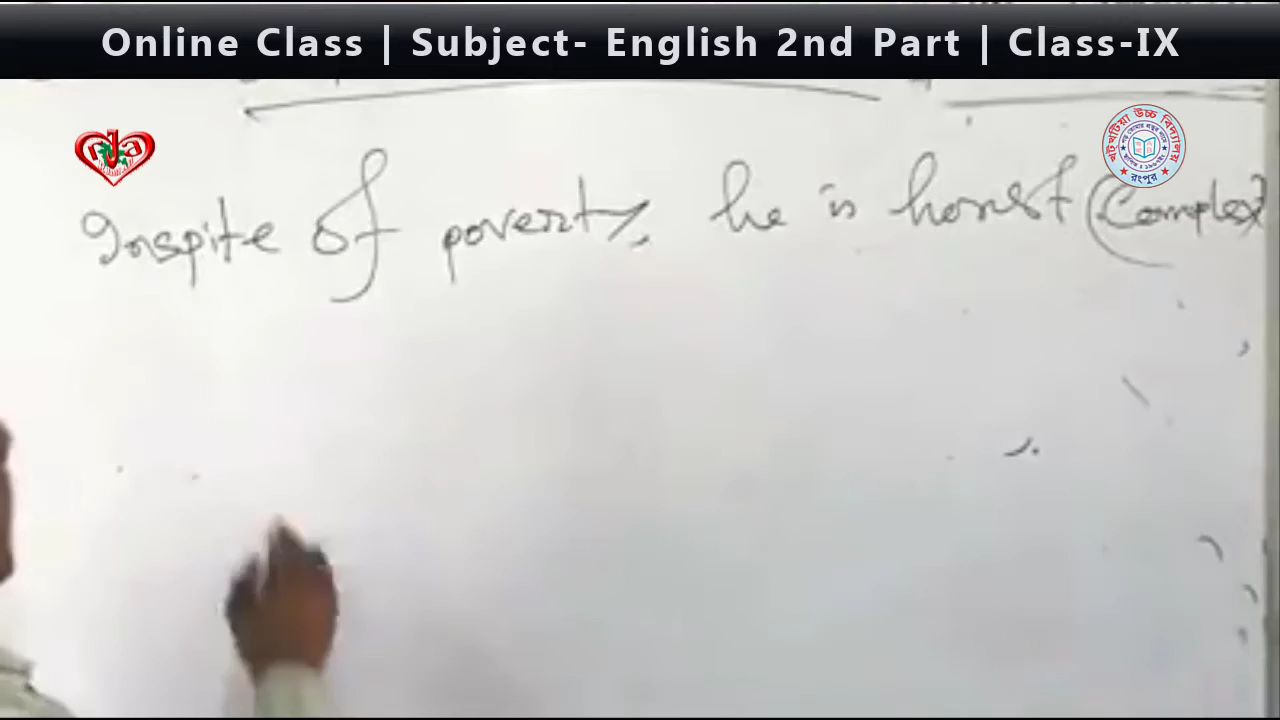 Online Class | Subject- English 2nd Part | Class-IX
Inspite of poverty, he is honest (Complex)
রংপুর